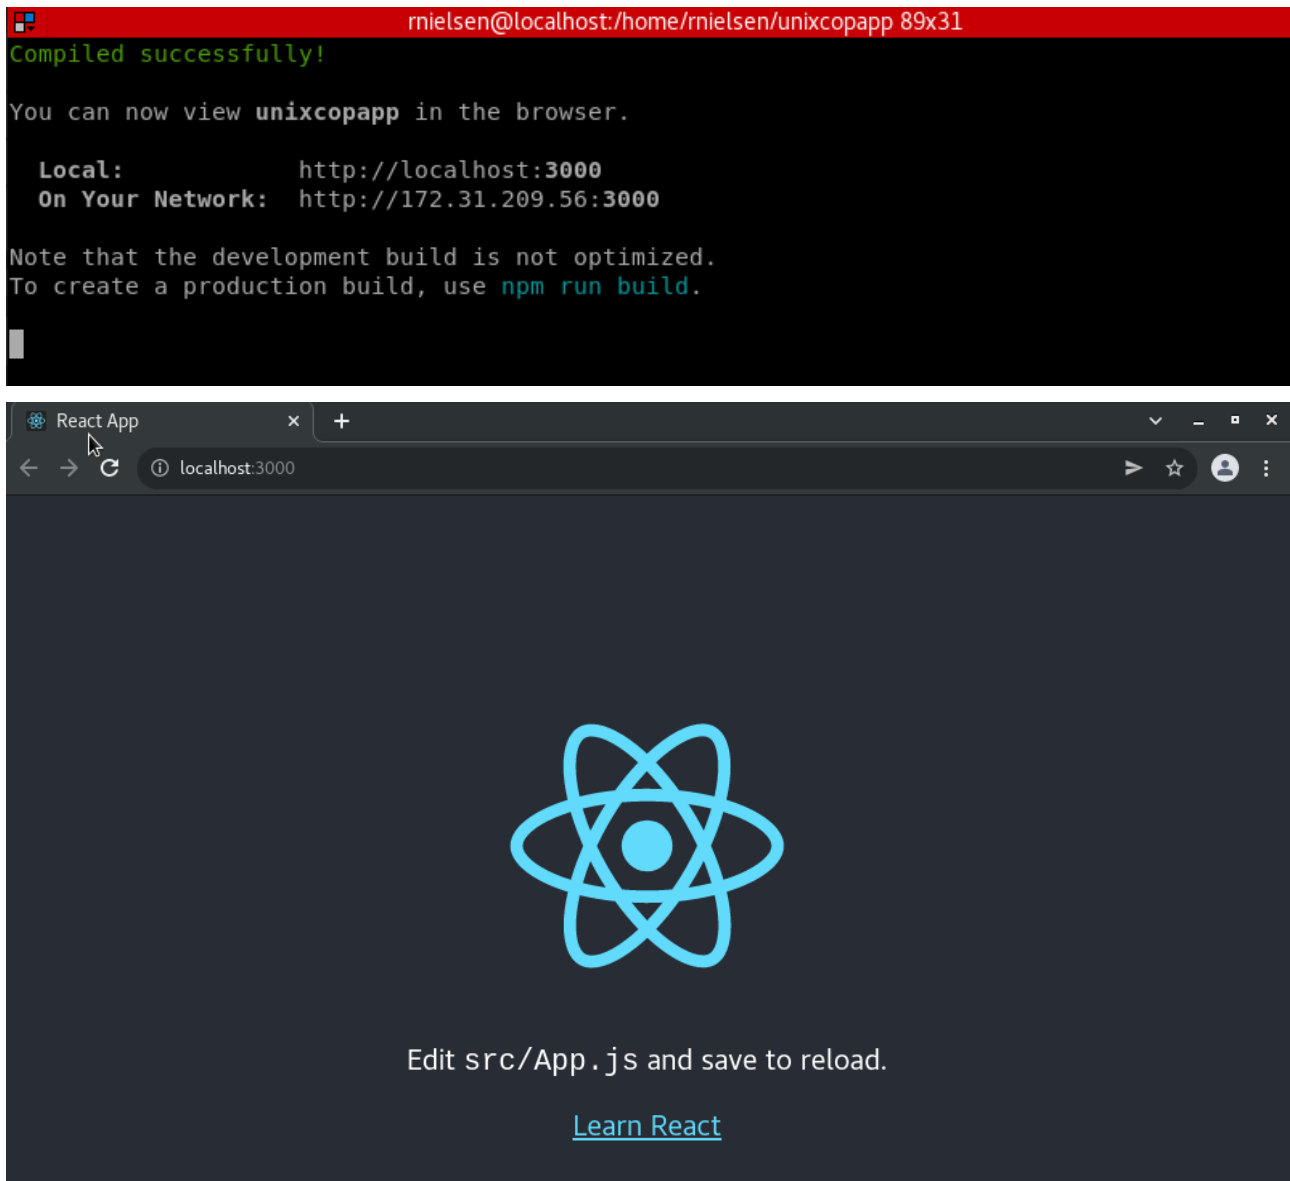 rnielsen@localhost:/home/rnielsen/unixcopapp 89x31
Compiled successfully!
You can now view unixcopapp in the browser.
Local: http://localhost:3000
On Your Network: http://172.31.209.56:3000
Note that the development build is not optimized.
To create a production build, use npm run build.
React App
localhost:3000
Edit src/App.js and save to reload.
Learn React